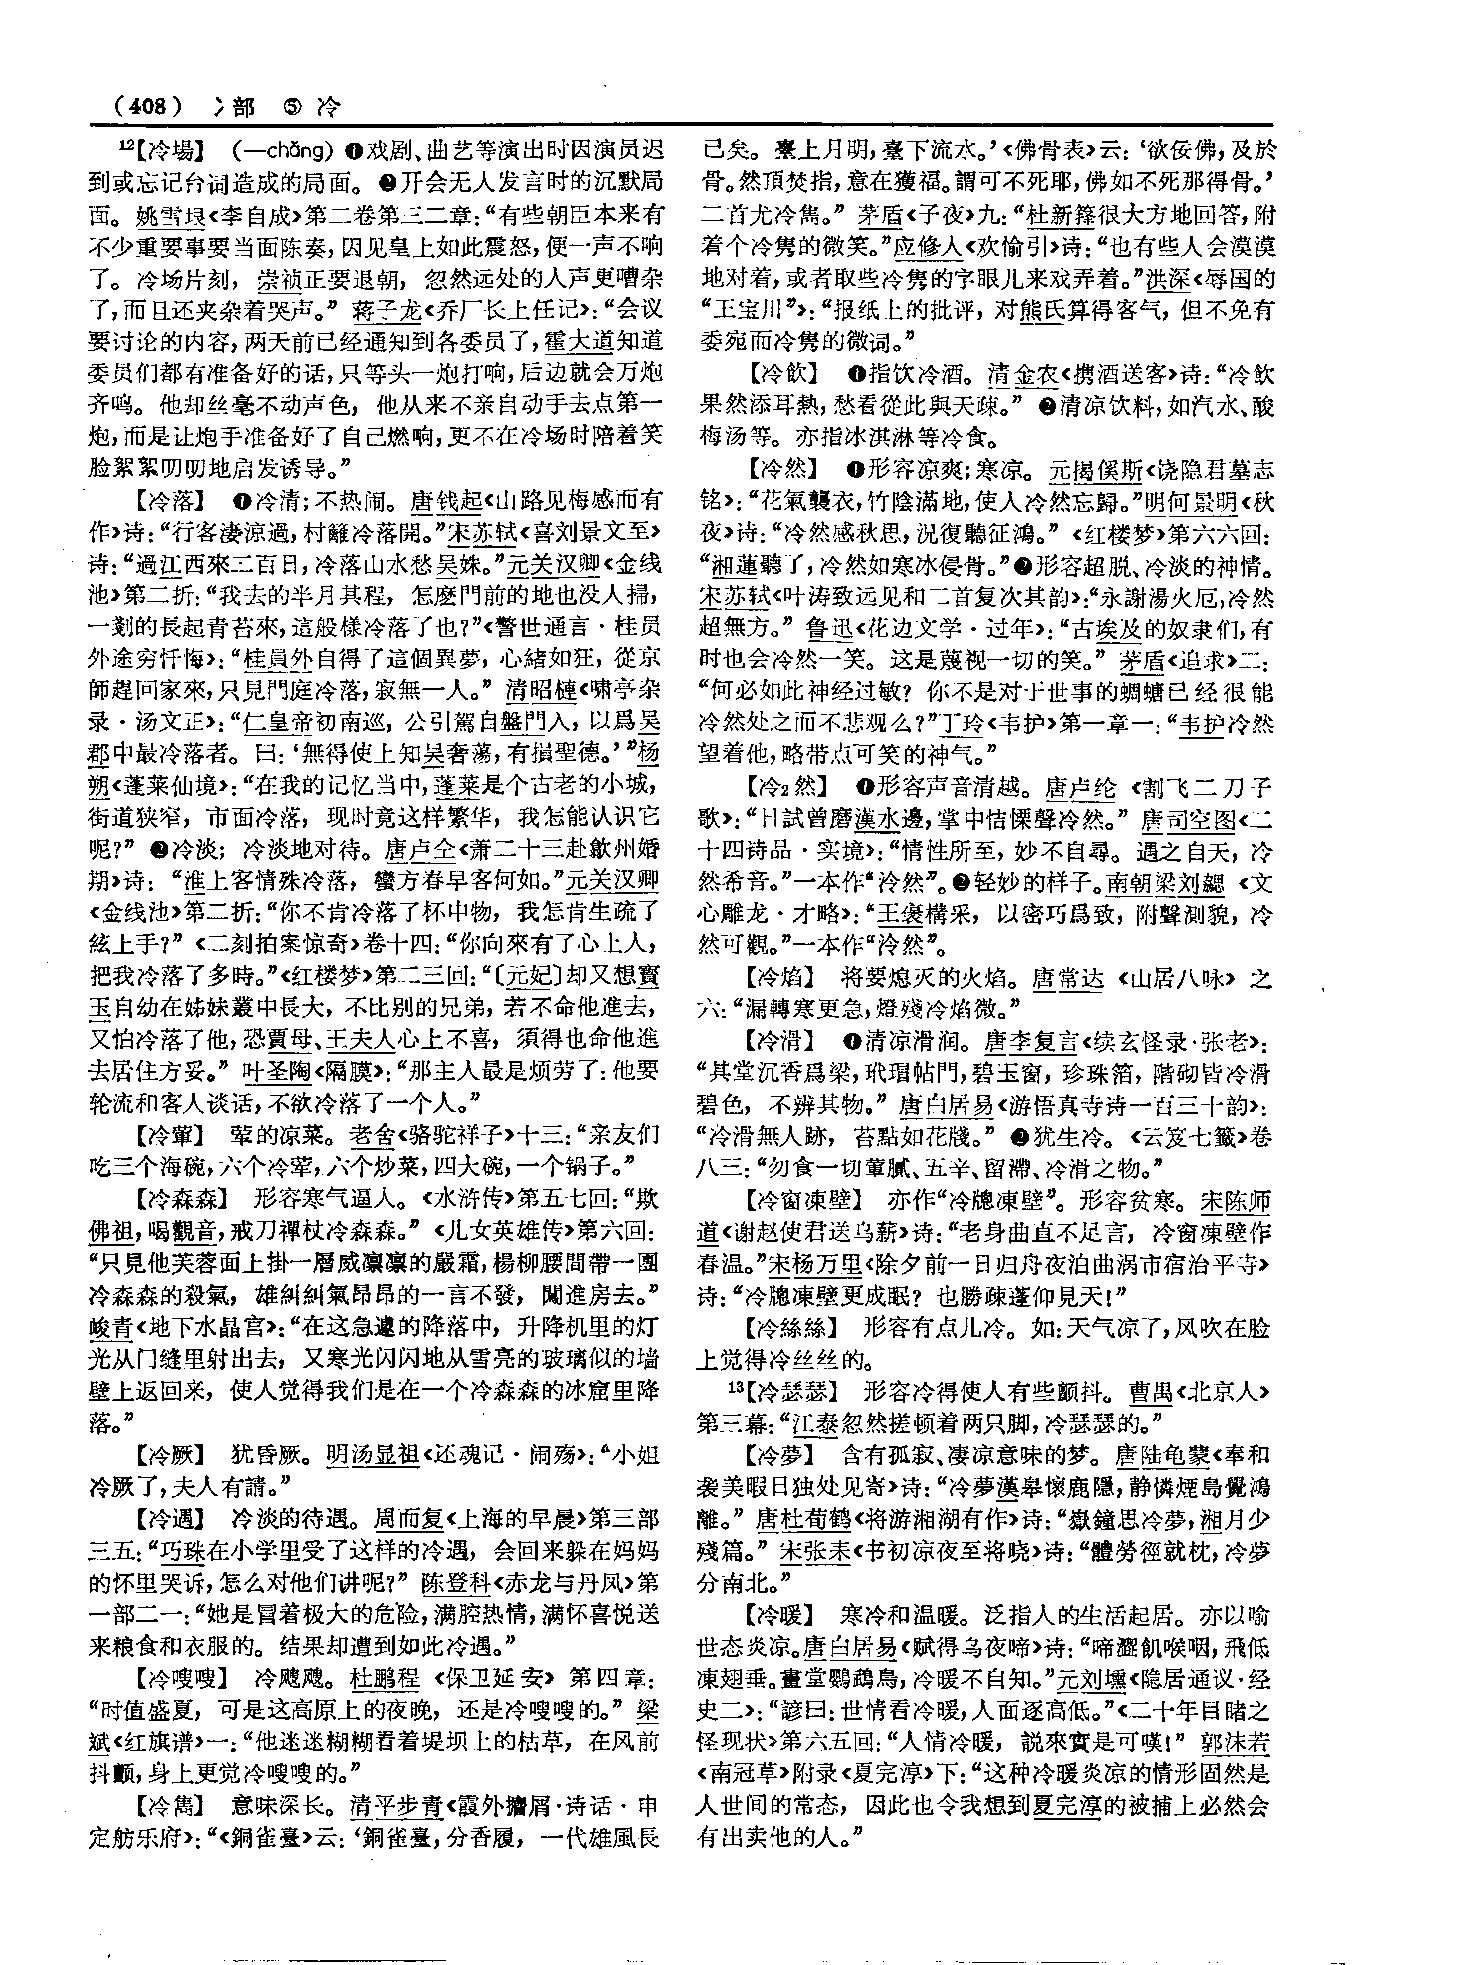 (408) 冫部 ⑤ 冷
¹²【冷場】 (—chǎng) ❶戏剧、曲艺等演出时因演员迟
到或忘记台词造成的局面。 ❷开会无人发言时的沉默局
面。 姚雪垠《李自成》第二卷第三二章:“有些朝臣本来有
不少重要事要当面陈奏,因见皇上如此震怒,便一声不响
了。 冷场片刻, 崇祯正要退朝, 忽然远处的人声更嘈杂
了,而且还夹杂着哭声。” 蒋子龙《乔厂长上任记》:“会议
要讨论的内容,两天前已经通知到各委员了,霍大道知道
委员们都有准备好的话,只等头一炮打响,后边就会万炮
齐鸣。 他却丝毫不动声色, 他从来不亲自动手去点第一
炮,而是让炮手准备好了自己燃响,更不在冷场时陪着笑
脸絮絮叨叨地启发诱导。”
【冷落】 ❶冷清;不热闹。 唐钱起《山路见梅感而有
作》诗:“行客凄涼過,村籬冷落開。”宋苏轼《喜刘景文至》
诗:“過江西來二百日,冷落山水愁吴姝。”元关汉卿《金线
池》第二折:“我去的半月其程, 怎麽門前的地也没人掃,
一剗的長起青苔來,這般樣冷落了也?”《警世通言·桂员
外途穷忏悔》:“桂員外自得了這個異夢,心緒如狂,從京
師趕回家來,只見門庭冷落,寂無一人。” 清昭槤《啸亭杂
录·汤文正》:“仁皇帝初南巡, 公引駕自盤門入,以爲吴
郡中最冷落者。 曰:‘無得使上知吴奢蕩,有損聖德。’”杨
朔《蓬莱仙境》:“在我的记忆当中,蓬莱是个古老的小城,
街道狭窄, 市面冷落, 现时竟这样繁华, 我怎能认识它
呢?” ❷冷淡; 冷淡地对待。 唐卢仝《萧二十三赴歙州婚
期》诗: “淮上客情殊冷落, 蠻方春早客何如。”元关汉卿
《金线池》第二折:“你不肯冷落了杯中物, 我怎肯生疏了
絃上手?” 《二刻拍案惊奇》卷十四:“你向來有了心上人,
把我冷落了多時。”《红楼梦》第二三回:“〔元妃〕却又想寳
玉自幼在姊妹叢中長大, 不比别的兄弟, 若不命他進去,
又怕冷落了他,恐賈母、王夫人心上不喜, 須得也命他進
去居住方妥。” 叶圣陶《隔膜》:“那主人最是烦劳了:他要
轮流和客人谈话,不欲冷落了一个人。”
【冷葷】 荤的凉菜。 老舍《骆驼祥子》十三:“亲友们
吃三个海碗,六个冷荤,六个炒菜,四大碗,一个锅子。”
【冷森森】 形容寒气逼人。《水浒传》第五七回:“欺
佛祖,喝觀音,戒刀禪杖冷森森。” 《儿女英雄传》第六回:
“只見他芙蓉面上掛一層威凛凛的嚴霜,楊柳腰間帶一團
冷森森的殺氣, 雄糾糾氣昂昂的一言不發, 闖進房去。”
峻青《地下水晶宫》:“在这急遽的降落中, 升降机里的灯
光从门缝里射出去, 又寒光闪闪地从雪亮的玻璃似的墙
壁上返回来, 使人觉得我们是在一个冷森森的冰窟里降
落。”
【冷厥】 犹昏厥。 明汤显祖《还魂记·闹殇》:“小姐
冷厥了,夫人有請。”
【冷遇】 冷淡的待遇。 周而复《上海的早晨》第三部
三五:“巧珠在小学里受了这样的冷遇, 会回来躲在妈妈
的怀里哭诉,怎么对他们讲呢?” 陈登科《赤龙与丹凤》第
一部二一:“她是冒着极大的危险,满腔热情,满怀喜悦送
来粮食和衣服的。 结果却遭到如此冷遇。”
【冷嗖嗖】 冷飕飕。 杜鹏程 《保卫延安》 第四章:
“时值盛夏, 可是这高原上的夜晚, 还是冷嗖嗖的。” 梁
斌《红旗谱》一:“他迷迷糊糊看着堤坝上的枯草, 在风前
抖颤,身上更觉冷嗖嗖的。”
【冷雋】 意味深长。 清平步青《霞外攟屑·诗话·申
定舫乐府》:“《銅雀臺》云:‘銅雀臺,分香履, 一代雄風長
已矣。 臺上月明,臺下流水。’《佛骨表》云:‘欲佞佛,及於
骨。然頂焚指,意在獲福。謂可不死耶,佛如不死那得骨。’
二首尤冷雋。” 茅盾《子夜》九:“杜新箨很大方地回答,附
着个冷隽的微笑。”应修人《欢愉引》诗:“也有些人会漠漠
地对着,或者取些冷隽的字眼儿来戏弄着。”洪深《辱国的
“王宝川”》:“报纸上的批评, 对熊氏算得客气, 但不免有
委宛而冷隽的微词。”
【冷飲】 ❶指饮冷酒。 清金农《携酒送客》诗:“冷飲
果然添耳熱,愁看從此與天疎。” ❷清凉饮料,如汽水、酸
梅汤等。 亦指冰淇淋等冷食。
【冷然】 ❶形容凉爽;寒凉。 元揭傒斯《饶隐君墓志
铭》:“花氣襲衣,竹陰滿地,使人冷然忘歸。”明何景明《秋
夜》诗:“冷然感秋思,況復聽征鴻。” 《红楼梦》第六六回:
“湘蓮聽了,冷然如寒冰侵骨。”❷形容超脱、冷淡的神情。
宋苏轼《叶涛致远见和二首复次其韵》:“永謝湯火厄,冷然
超無方。” 鲁迅《花边文学·过年》:“古埃及的奴隶们,有
时也会冷然一笑。 这是蔑视一切的笑。” 茅盾《追求》二:
“何必如此神经过敏? 你不是对于世事的蜩螗已经很能
冷然处之而不悲观么?”丁玲《韦护》第一章一:“韦护冷然
望着他,略带点可笑的神气。”
【冷₂然】 ❶形容声音清越。 唐卢纶 《割飞二刀子
歌》:“日試曾磨漢水邊,掌中恄慄聲冷然。” 唐司空图《二
十四诗品·实境》:“情性所至, 妙不自尋。 遇之自天, 冷
然希音。”一本作“泠然”。❷轻妙的样子。南朝梁刘勰 《文
心雕龙·才略》:“王褒構采, 以密巧爲致, 附聲測貌, 冷
然可觀。”一本作“泠然”。
【冷焰】 将要熄灭的火焰。 唐常达 《山居八咏》 之
六:“漏轉寒更急,燈殘冷焰微。”
【冷滑】 ❶清凉滑润。 唐李复言《续玄怪录·张老》:
“其堂沉香爲梁,玳瑁帖門,碧玉窗, 珍珠箔, 階砌皆冷滑
碧色, 不辨其物。” 唐白居易《游悟真寺诗一百三十韵》:
“冷滑無人跡, 苔點如花牋。” ❷犹生冷。 《云笈七籤》卷
八三:“勿食一切葷膩、五辛、留滯、冷滑之物。”
【冷窗凍壁】 亦作“冷牕凍壁”。 形容贫寒。 宋陈师
道《谢赵使君送乌薪》诗:“老身曲直不足言, 冷窗凍壁作
春温。”宋杨万里《除夕前一日归舟夜泊曲涡市宿治平寺》
诗:“冷牕凍壁更成眠? 也勝疎蓬仰見天!”
【冷絲絲】 形容有点儿冷。 如:天气凉了,风吹在脸
上觉得冷丝丝的。
¹³【冷瑟瑟】 形容冷得使人有些颤抖。 曹禺《北京人》
第三幕:“江泰忽然搓顿着两只脚,冷瑟瑟的。”
【冷夢】 含有孤寂、凄凉意味的梦。 唐陆龟蒙《奉和
袭美暇日独处见寄》诗:“冷夢漢皋懷鹿隱,静憐煙島覺鴻
離。” 唐杜荀鹤《将游湘湖有作》诗:“嶽鐘思冷夢,湘月少
殘篇。” 宋张耒《书初凉夜至将晓》诗:“體勞徑就枕,冷夢
分南北。”
【冷暖】 寒冷和温暖。 泛指人的生活起居。 亦以喻
世态炎凉。唐白居易《赋得乌夜啼》诗:“啼澀飢喉咽,飛低
凍翅垂。畫堂鸚鵡鳥,冷暖不自知。”元刘壎《隐居通议·经
史二》:“諺曰:世情看冷暖,人面逐高低。”《二十年目睹之
怪现状》第六五回:“人情冷暖, 説來實是可嘆!” 郭沫若
《南冠草》附录《夏完淳》下:“这种冷暖炎凉的情形固然是
人世间的常态, 因此也令我想到夏完淳的被捕上必然会
有出卖他的人。”